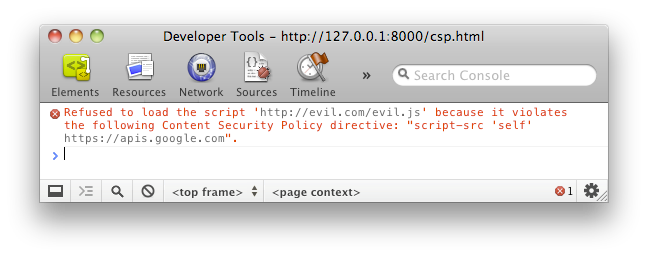 Developer Tools - http://127.0.0.1:8000/csp.html
Elements Resources Network Sources Timeline » Search Console
Refused to load the script 'http://evil.com/evil.js' because it violates
the following Content Security Policy directive: "script-src 'self'
https://apis.google.com".
>
<top frame> <page context> 1